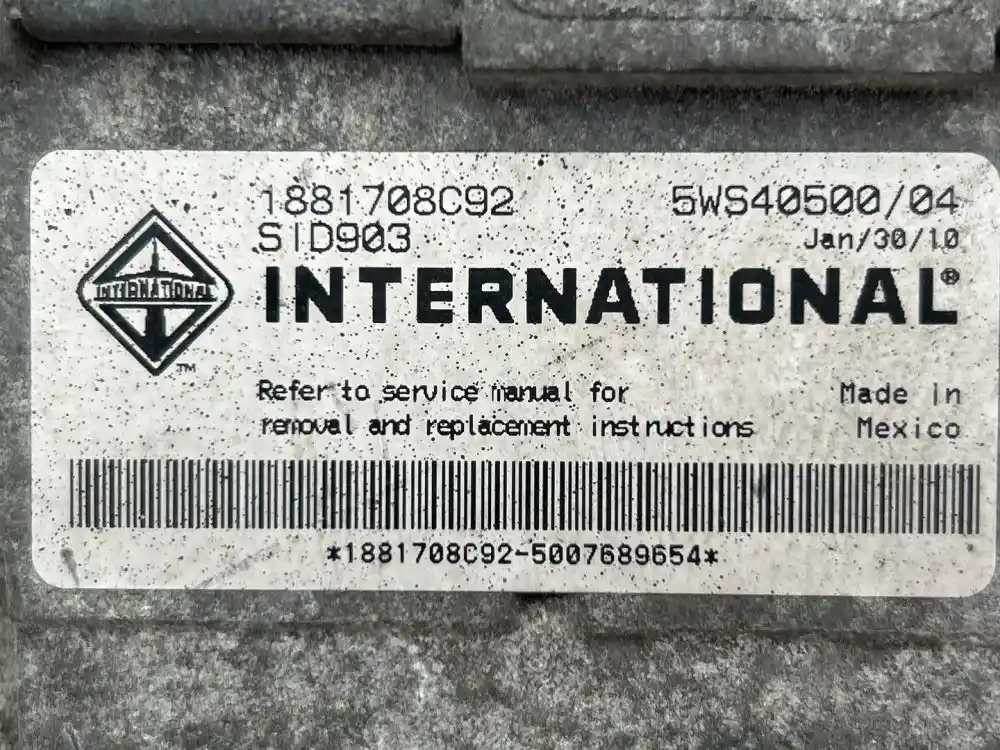 1881708C92 5WS40500/04
SID903 Jan/30/10
INTERNATIONAL
TM
INTERNATIONAL®
Refer to service manual for Made in
removal and replacement instructions Mexico
*1881708C92-5007689654*